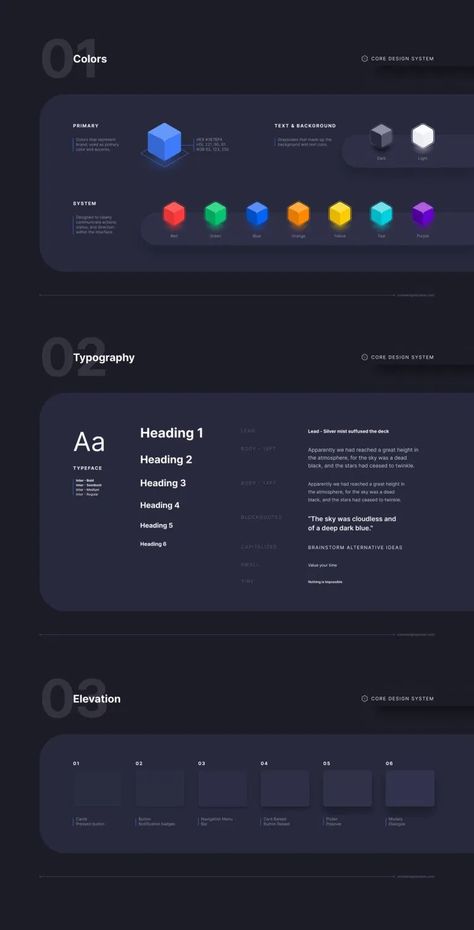 01
Colors
CORE DESIGN SYSTEM
PRIMARY
Colors that represent
brand, used as primary
color and accents.
TEXT & BACKGROUND
Grayscales that made up the
background and text colors.
Dark
Light
SYSTEM
Designed to clearly
communicate actions,
status, and direction
within the interface.
Red
Green
Blue
Orange
Yellow
Teal
Purple
02
Typography
CORE DESIGN SYSTEM
Aa
TYPEFACE
Inter - Bold
Inter - Semibold
Inter - Medium
Inter - Regular
Heading 1
Heading 2
Heading 3
Heading 4
Heading 5
Heading 6
LEAD
Lead - Silver mist suffused the deck
BODY - 16PT
Apparently we had reached a great height in
the atmosphere, for the sky was a dead
black, and the stars had ceased to twinkle.
BODY - 14PT
Apparently we had reached a great height in
the atmosphere, for the sky was a dead
black, and the stars had ceased to twinkle.
BLOCKQUOTES
"The sky was cloudless and
of a deep dark blue."
CAPITALIZED
BRAINSTORM ALTERNATIVE IDEAS
SMALL
Value your time
TINY
Nothing is impossible
03
Elevation
CORE DESIGN SYSTEM
01
02
03
04
05
06
Cards
Pressed button
Button
Notification badges
Navigation Menu
Bar
Card Raised
Button Raised
Picker
Popover
Modals
Dialogue